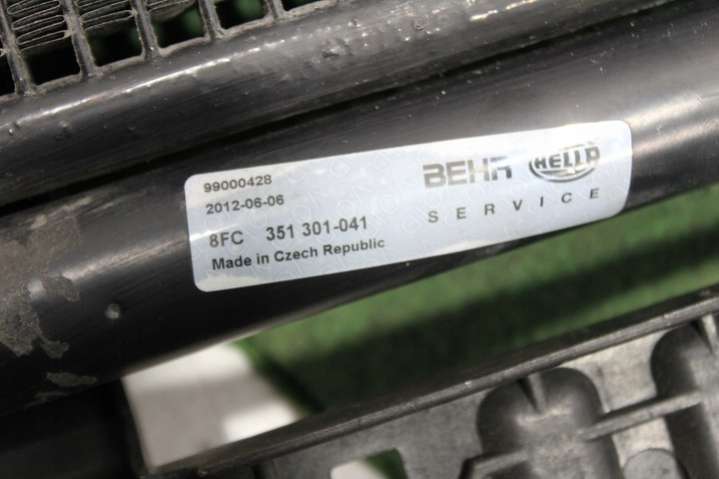 99000428
2012-06-06
8FC 351 301-041
Made in Czech Republic
BEHR HELLA
SERVICE